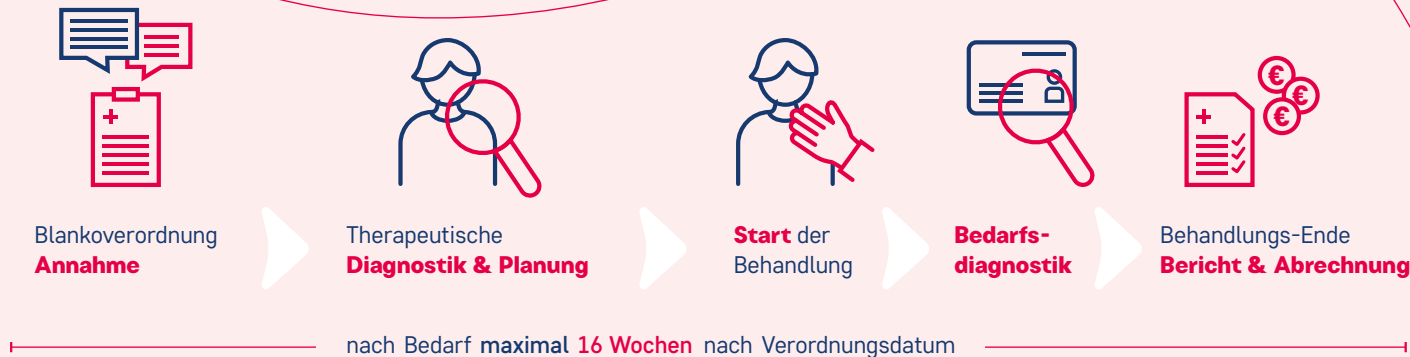 Blankoverordnung
Annahme
Therapeutische
Diagnostik & Planung
Start der
Behandlung
Bedarfs-
diagnostik
Behandlungs-Ende
Bericht & Abrechnung
nach Bedarf maximal 16 Wochen nach Verordnungsdatum